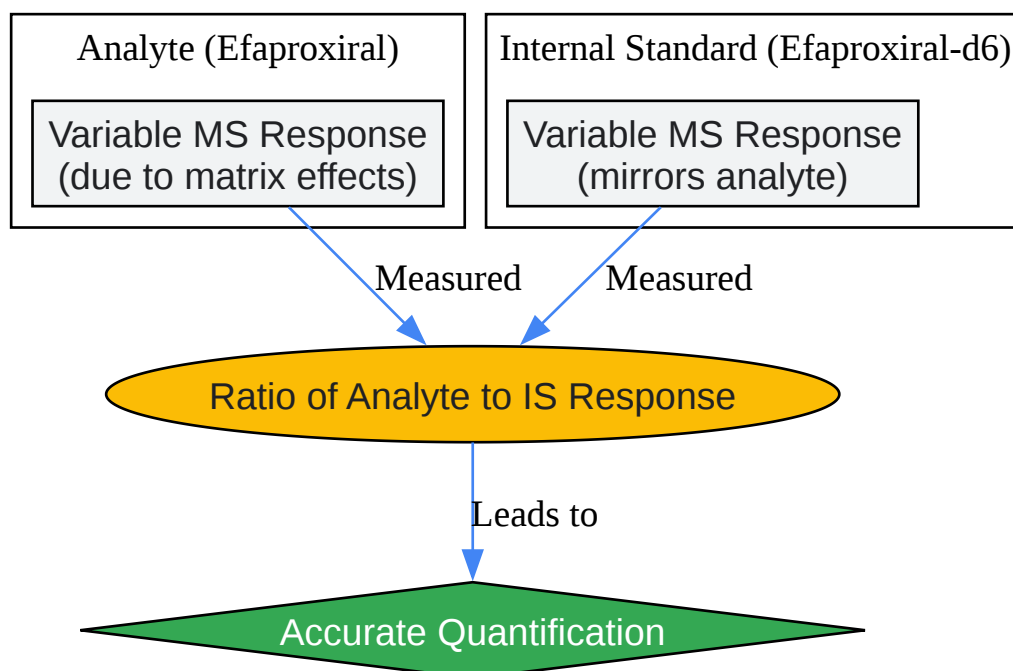 Analyte (Efaproxiral)
Internal Standard (Efaproxiral-d6)
Variable MS Response
(due to matrix effects)
Variable MS Response
(mirrors analyte)
Measured
Measured
Ratio of Analyte to IS Response
Leads to
Accurate Quantification